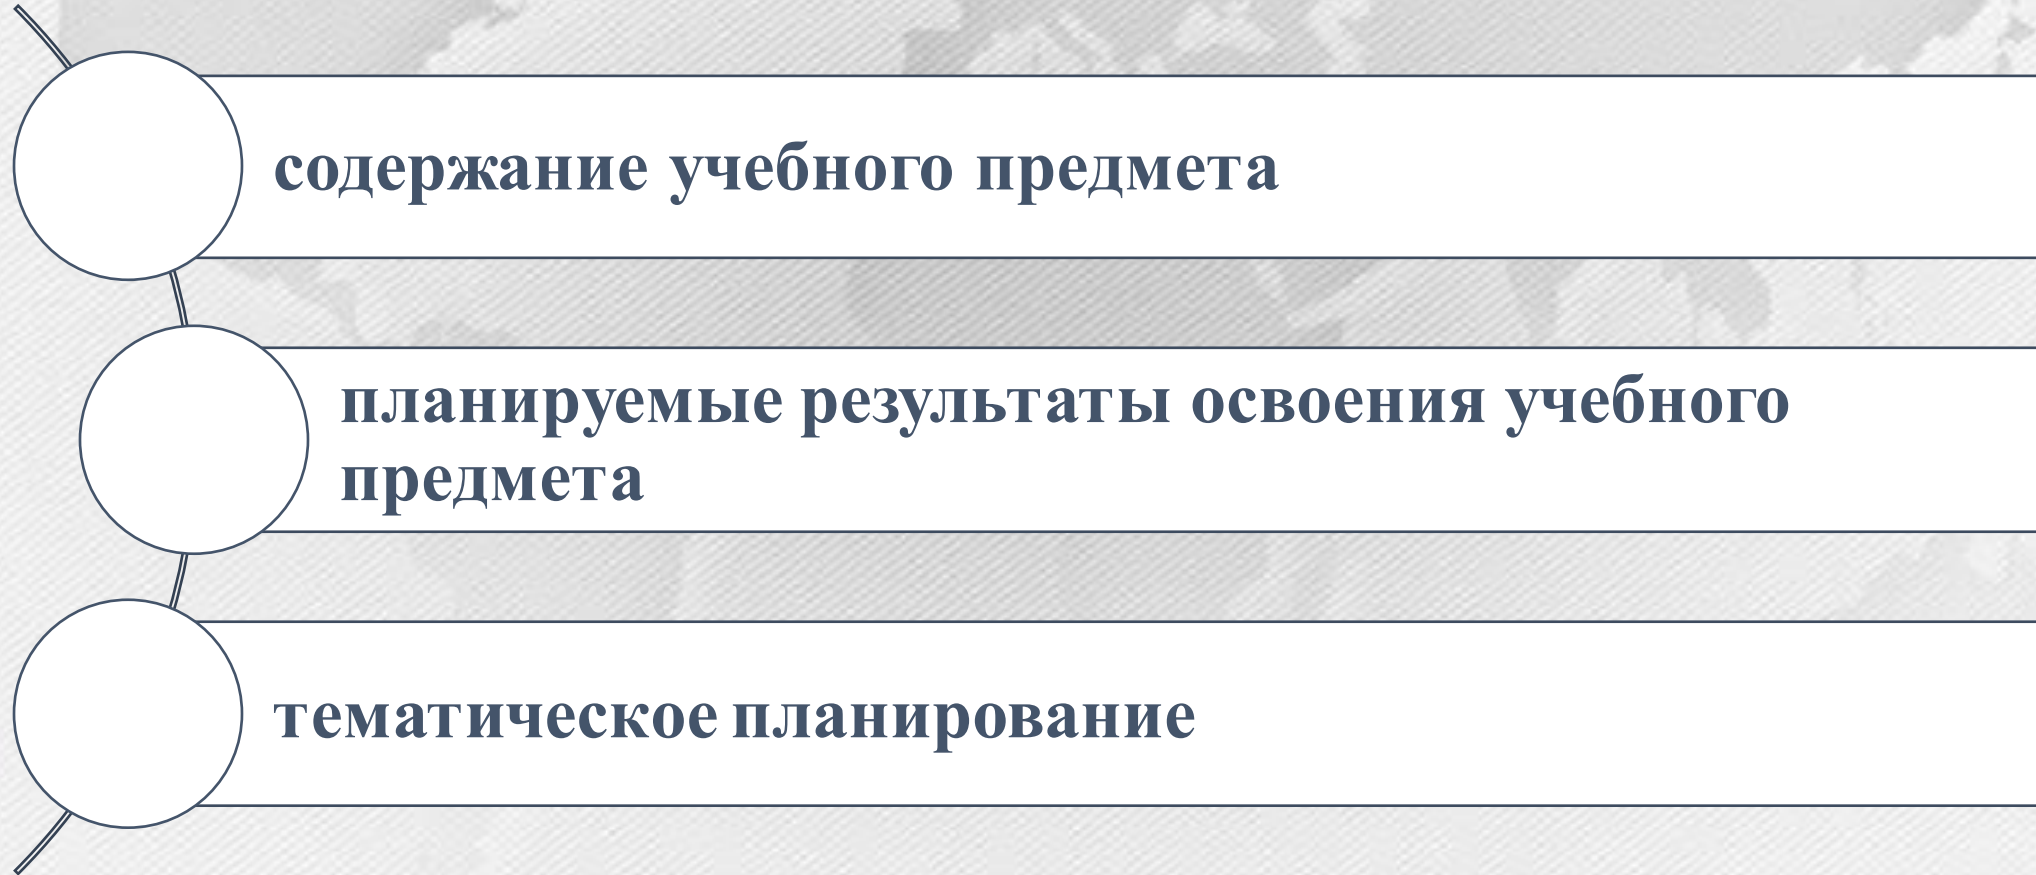 содержание учебного предмета
планируемые результаты освоения учебного
предмета
тематическое планирование